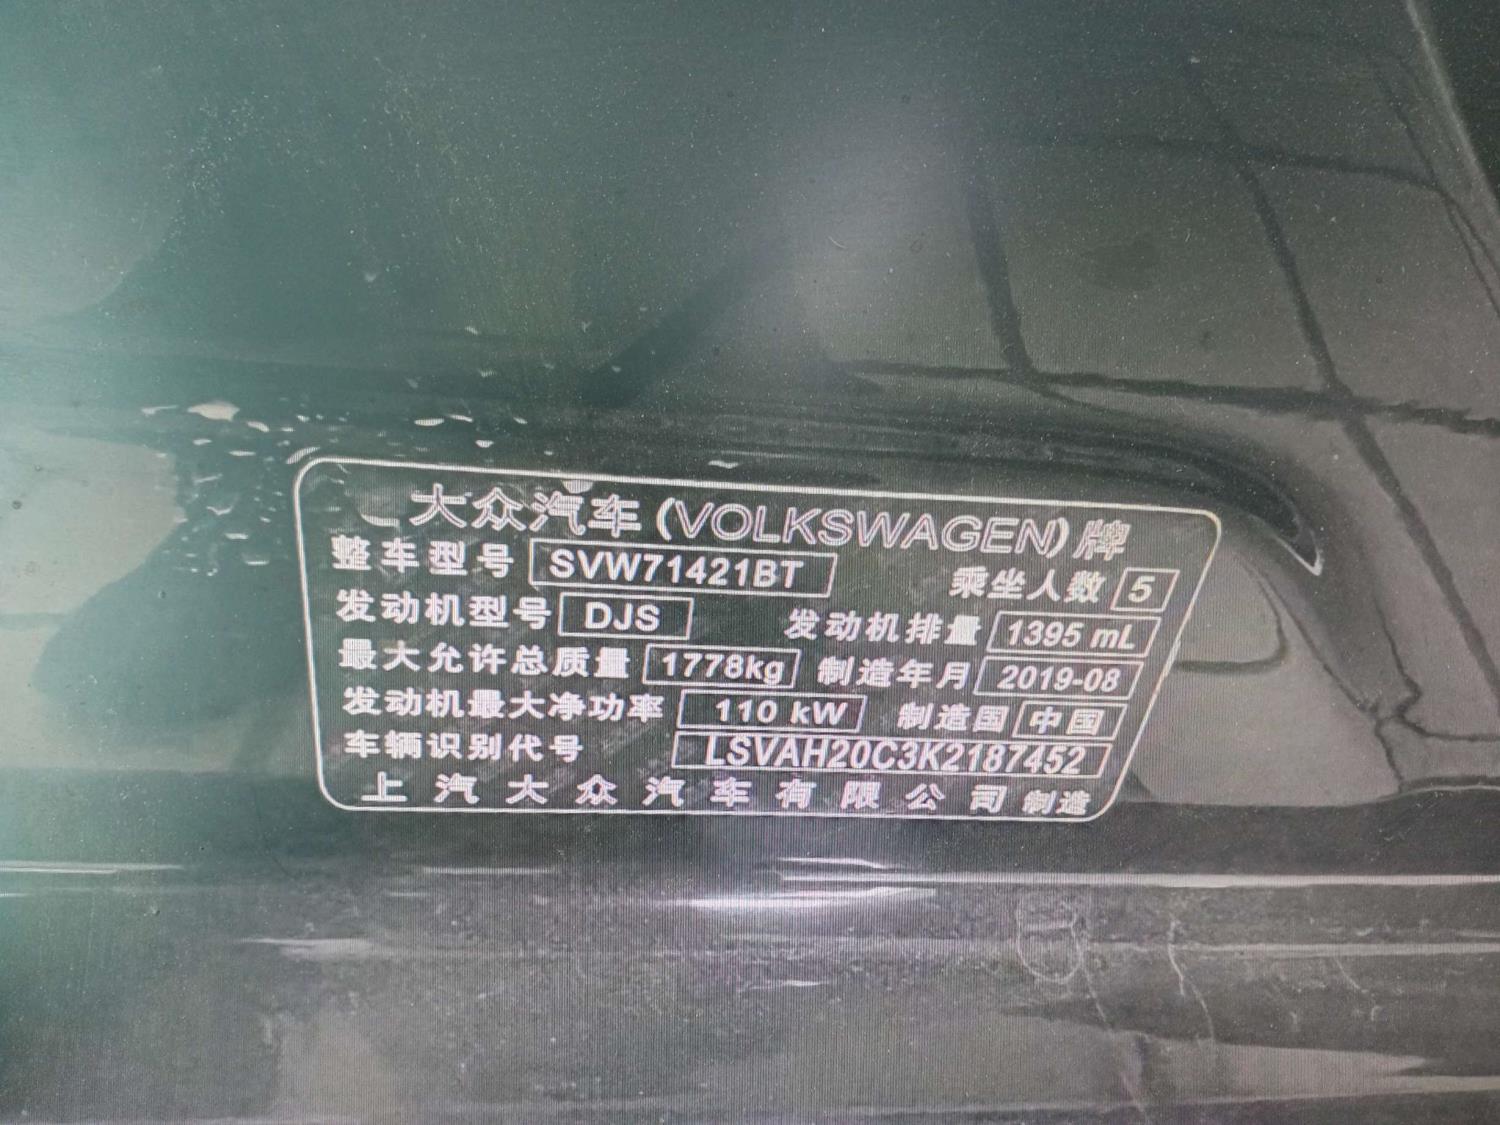 大众汽车(VOLKSWAGEN)牌
整车型号 SVW71421BT 乘坐人数 5
发动机型号 DJS 发动机排量 1395 mL
最大允许总质量 1778kg 制造年月 2019-08
发动机最大净功率 110 kW 制造国 中国
车辆识别代号 LSVAH20C3K2187452
上汽大众汽车有限公司 制造